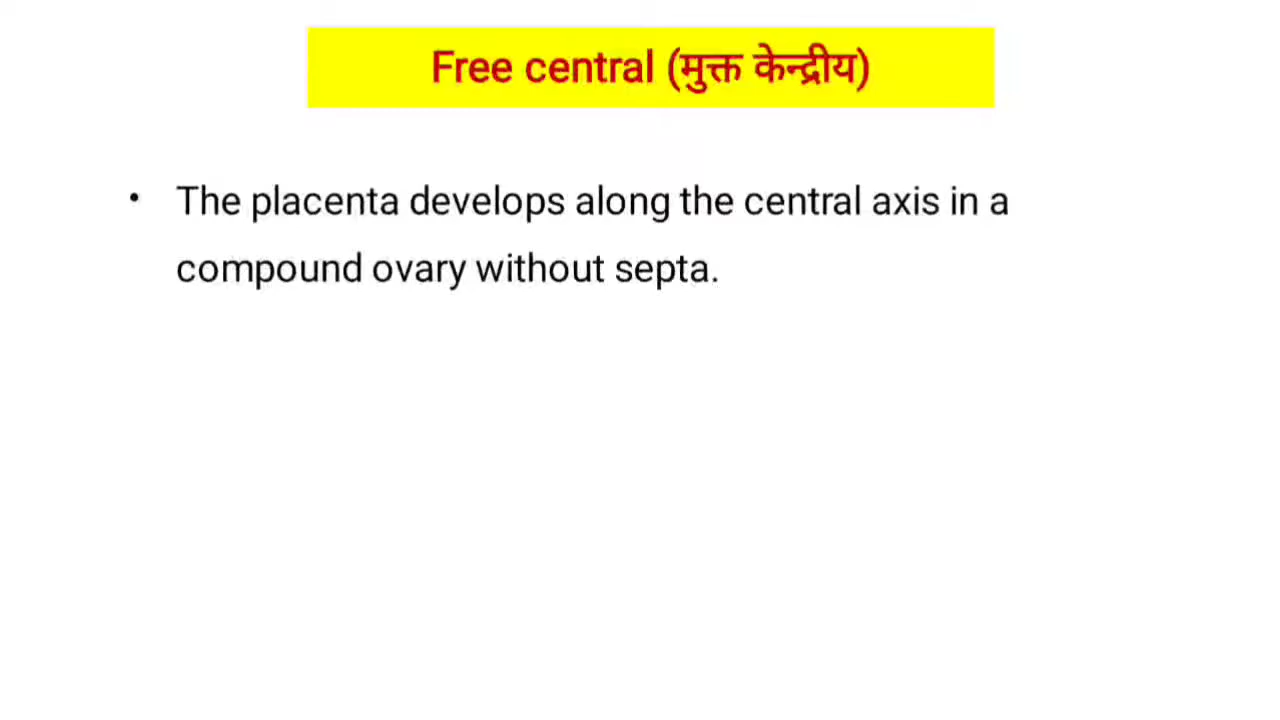 Free central (मुक्त केन्द्रीय)
• The placenta develops along the central axis in a
compound ovary without septa.